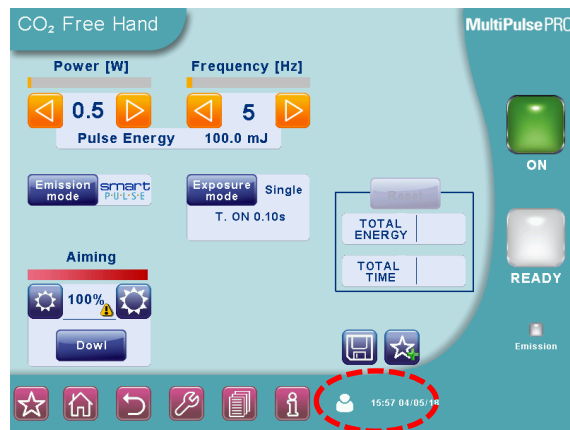 CO₂ Free Hand
MultiPulse PRO
Power [W]
Frequency [Hz]
0.5
5
Pulse Energy 100.0 mJ
ON
Emission mode
smart
P·U·L·S·E
Exposure mode
Single
T. ON 0.10s
Reset
TOTAL ENERGY
TOTAL TIME
READY
Aiming
100%
Dowl
Emission
15:57 04/05/18